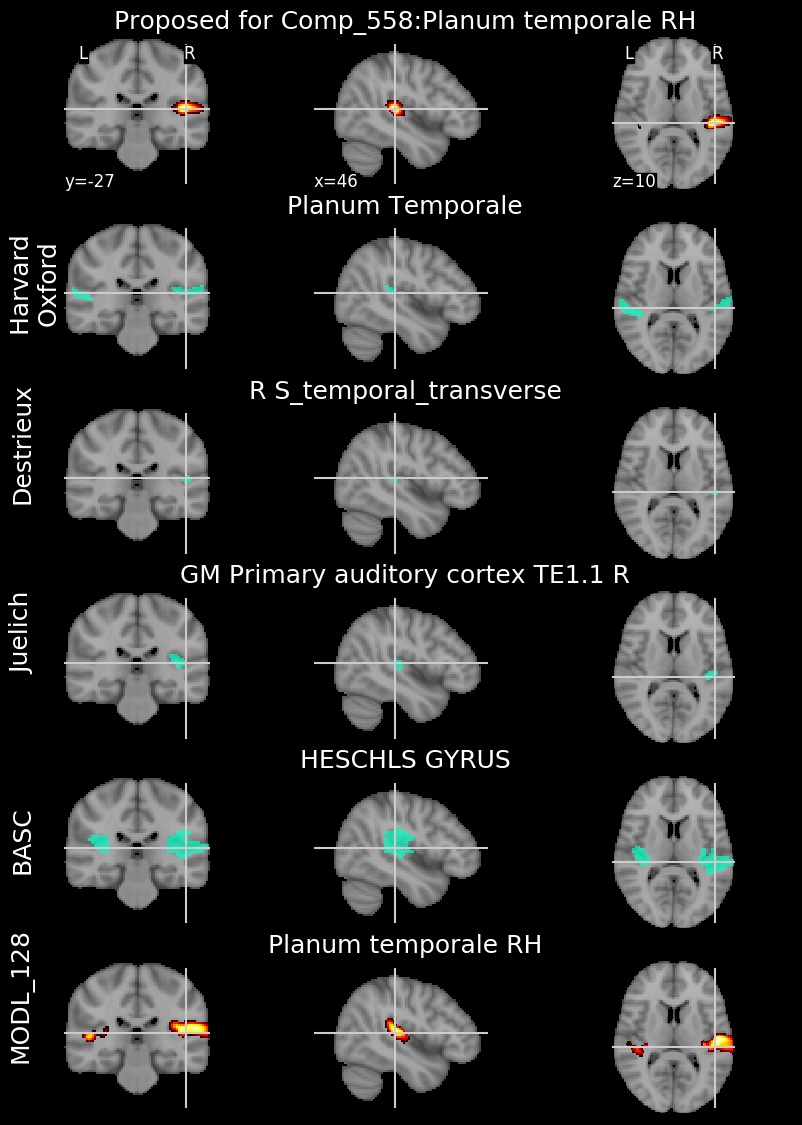 Proposed for Comp_558:Planum temporale RH
L R L R
y=-27 x=46 z=10
Planum Temporale
Harvard
Oxford
R S_temporal_transverse
Destrieux
GM Primary auditory cortex TE1.1 R
Juelich
HESCHLS GYRUS
BASC
Planum temporale RH
MODL_128